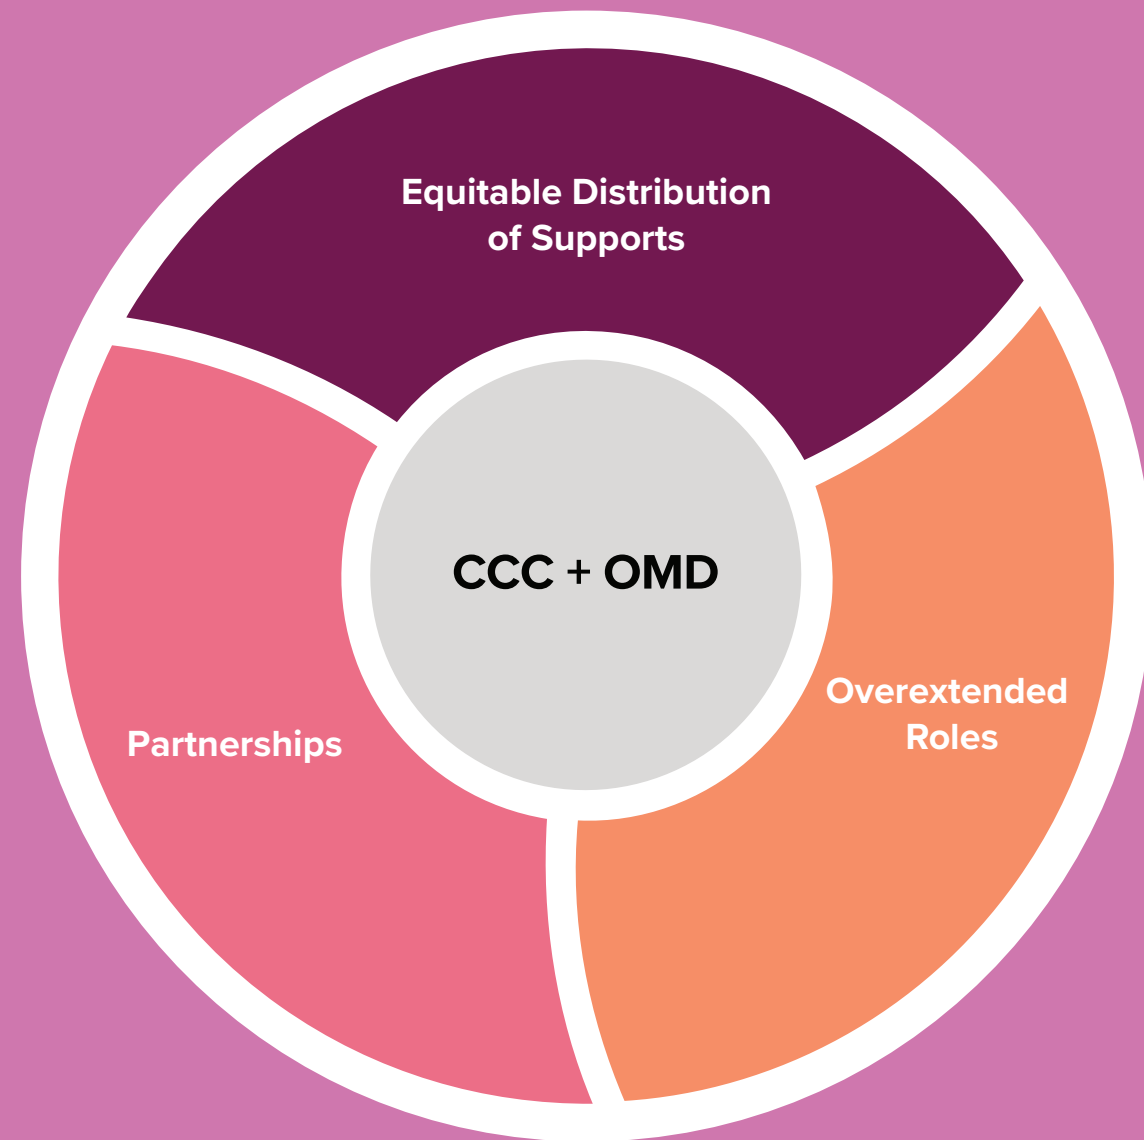 Equitable Distribution
of Supports
CCC + OMD
Overextended
Roles
Partnerships